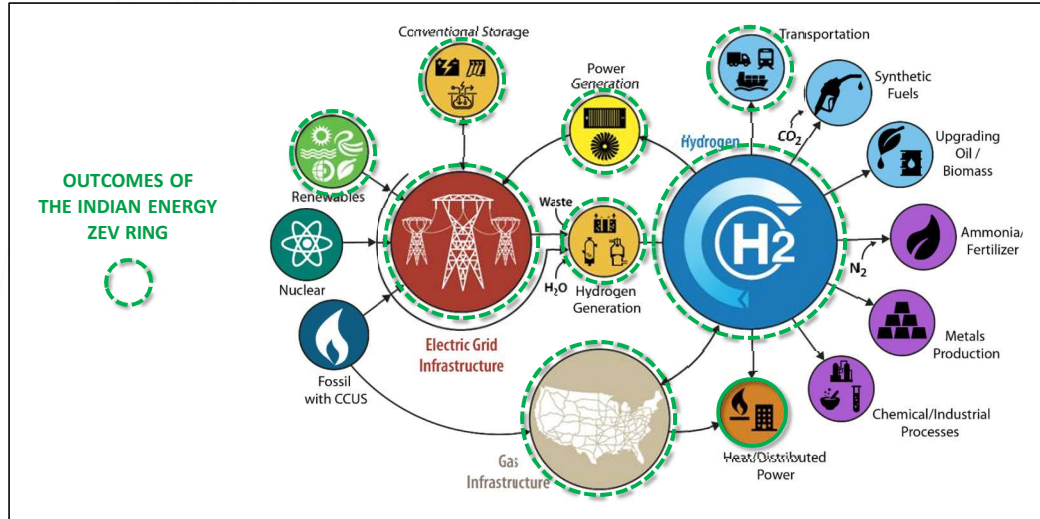 OUTCOMES OF
THE INDIAN ENERGY
ZEV RING
Conventional Storage
Renewables
Nuclear
Fossil
with CCUS
Electric Grid
Infrastructure
Power
Generation
Waste
H₂O
Hydrogen
Generation
Hydrogen
H2
Gas
Infrastructure
Transportation
CO₂
Synthetic
Fuels
Upgrading
Oil /
Biomass
N₂
Ammonia/
Fertilizer
Metals
Production
Chemical/Industrial
Processes
Heat/Distributed
Power